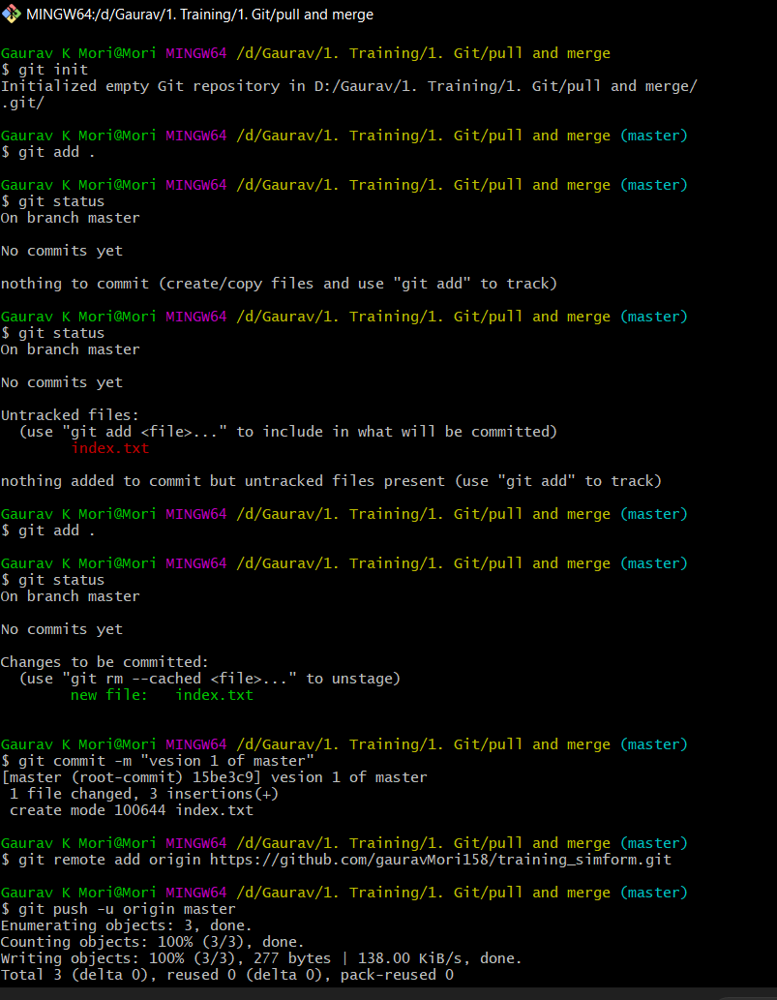 MINGW64:/d/Gaurav/1. Training/1. Git/pull and merge
Gaurav K Mori@Mori MINGW64 /d/Gaurav/1. Training/1. Git/pull and merge
$ git init
Initialized empty Git repository in D:/Gaurav/1. Training/1. Git/pull and merge/
.git/
Gaurav K Mori@Mori MINGW64 /d/Gaurav/1. Training/1. Git/pull and merge (master)
$ git add .
Gaurav K Mori@Mori MINGW64 /d/Gaurav/1. Training/1. Git/pull and merge (master)
$ git status
On branch master
No commits yet
nothing to commit (create/copy files and use "git add" to track)
Gaurav K Mori@Mori MINGW64 /d/Gaurav/1. Training/1. Git/pull and merge (master)
$ git status
On branch master
No commits yet
Untracked files:
  (use "git add <file>..." to include in what will be committed)
        index.txt
nothing added to commit but untracked files present (use "git add" to track)
Gaurav K Mori@Mori MINGW64 /d/Gaurav/1. Training/1. Git/pull and merge (master)
$ git add .
Gaurav K Mori@Mori MINGW64 /d/Gaurav/1. Training/1. Git/pull and merge (master)
$ git status
On branch master
No commits yet
Changes to be committed:
  (use "git rm --cached <file>..." to unstage)
        new file:   index.txt
Gaurav K Mori@Mori MINGW64 /d/Gaurav/1. Training/1. Git/pull and merge (master)
$ git commit -m "vesion 1 of master"
[master (root-commit) 15be3c9] vesion 1 of master
 1 file changed, 3 insertions(+)
 create mode 100644 index.txt
Gaurav K Mori@Mori MINGW64 /d/Gaurav/1. Training/1. Git/pull and merge (master)
$ git remote add origin https://github.com/gauravMori158/training_simform.git
Gaurav K Mori@Mori MINGW64 /d/Gaurav/1. Training/1. Git/pull and merge (master)
$ git push -u origin master
Enumerating objects: 3, done.
Counting objects: 100% (3/3), done.
Writing objects: 100% (3/3), 277 bytes | 138.00 KiB/s, done.
Total 3 (delta 0), reused 0 (delta 0), pack-reused 0